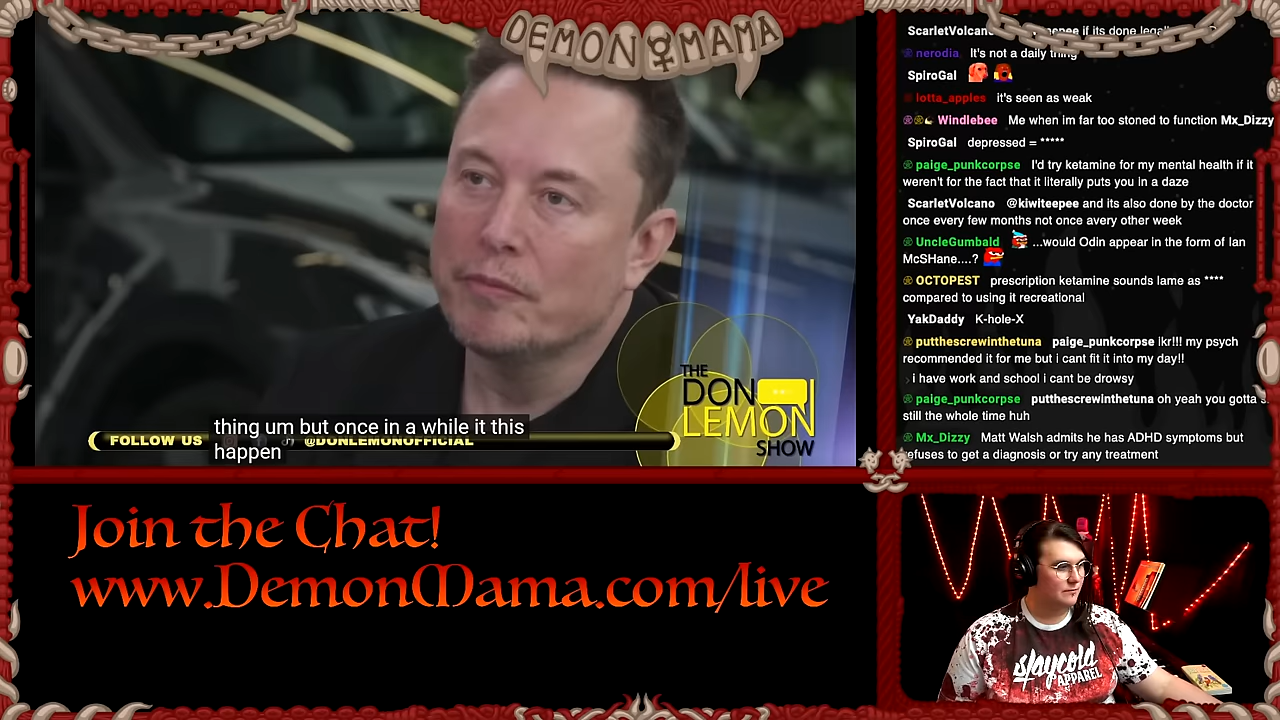 DEMON MAMA
THE
DON
LEMON
SHOW
FOLLOW US
@DONLEMONOFFICIAL
thing um but once in a while it this
happen
Join the Chat!
www.DemonMama.com/live
ScarletVolcano if its done
nerodia It's not a daily thing
SpiroGal
lotta_apples it's seen as weak
Windlebee Me when im far too stoned to function Mx_Dizzy
SpiroGal depressed = *****
paige_punkcorpse I'd try ketamine for my mental health if it
weren't for the fact that it literally puts you in a daze
ScarletVolcano @kiwiteepee and its also done by the doctor
once every few months not once avery other week
UncleGumbald ...would Odin appear in the form of Ian
McSHane....?
OCTOPEST prescription ketamine sounds lame as ****
compared to using it recreational
YakDaddy K-hole-X
putthescrewinthetuna paige_punkcorpse ikr!!! my psych
recommended it for me but i cant fit it into my day!!
i have work and school i cant be drowsy
paige_punkcorpse putthescrewinthetuna oh yeah you gotta
still the whole time huh
Mx_Dizzy Matt Walsh admits he has ADHD symptoms but
refuses to get a diagnosis or try any treatment
slaycold
APPAREL